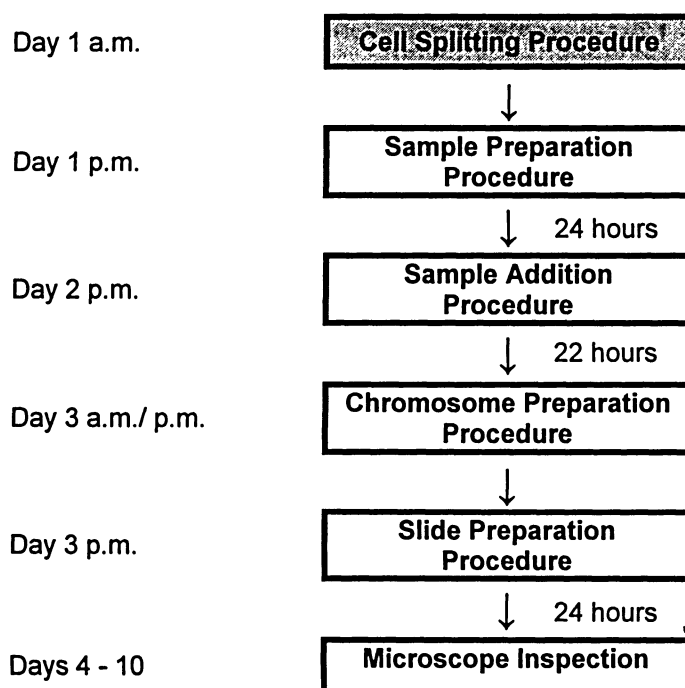 Day 1 a.m.
Cell Splitting Procedure
Day 1 p.m.
Sample Preparation
Procedure
24 hours
Day 2 p.m.
Sample Addition
Procedure
22 hours
Day 3 a.m./ p.m.
Chromosome Preparation
Procedure
Day 3 p.m.
Slide Preparation
Procedure
24 hours
Days 4 - 10
Microscope Inspection